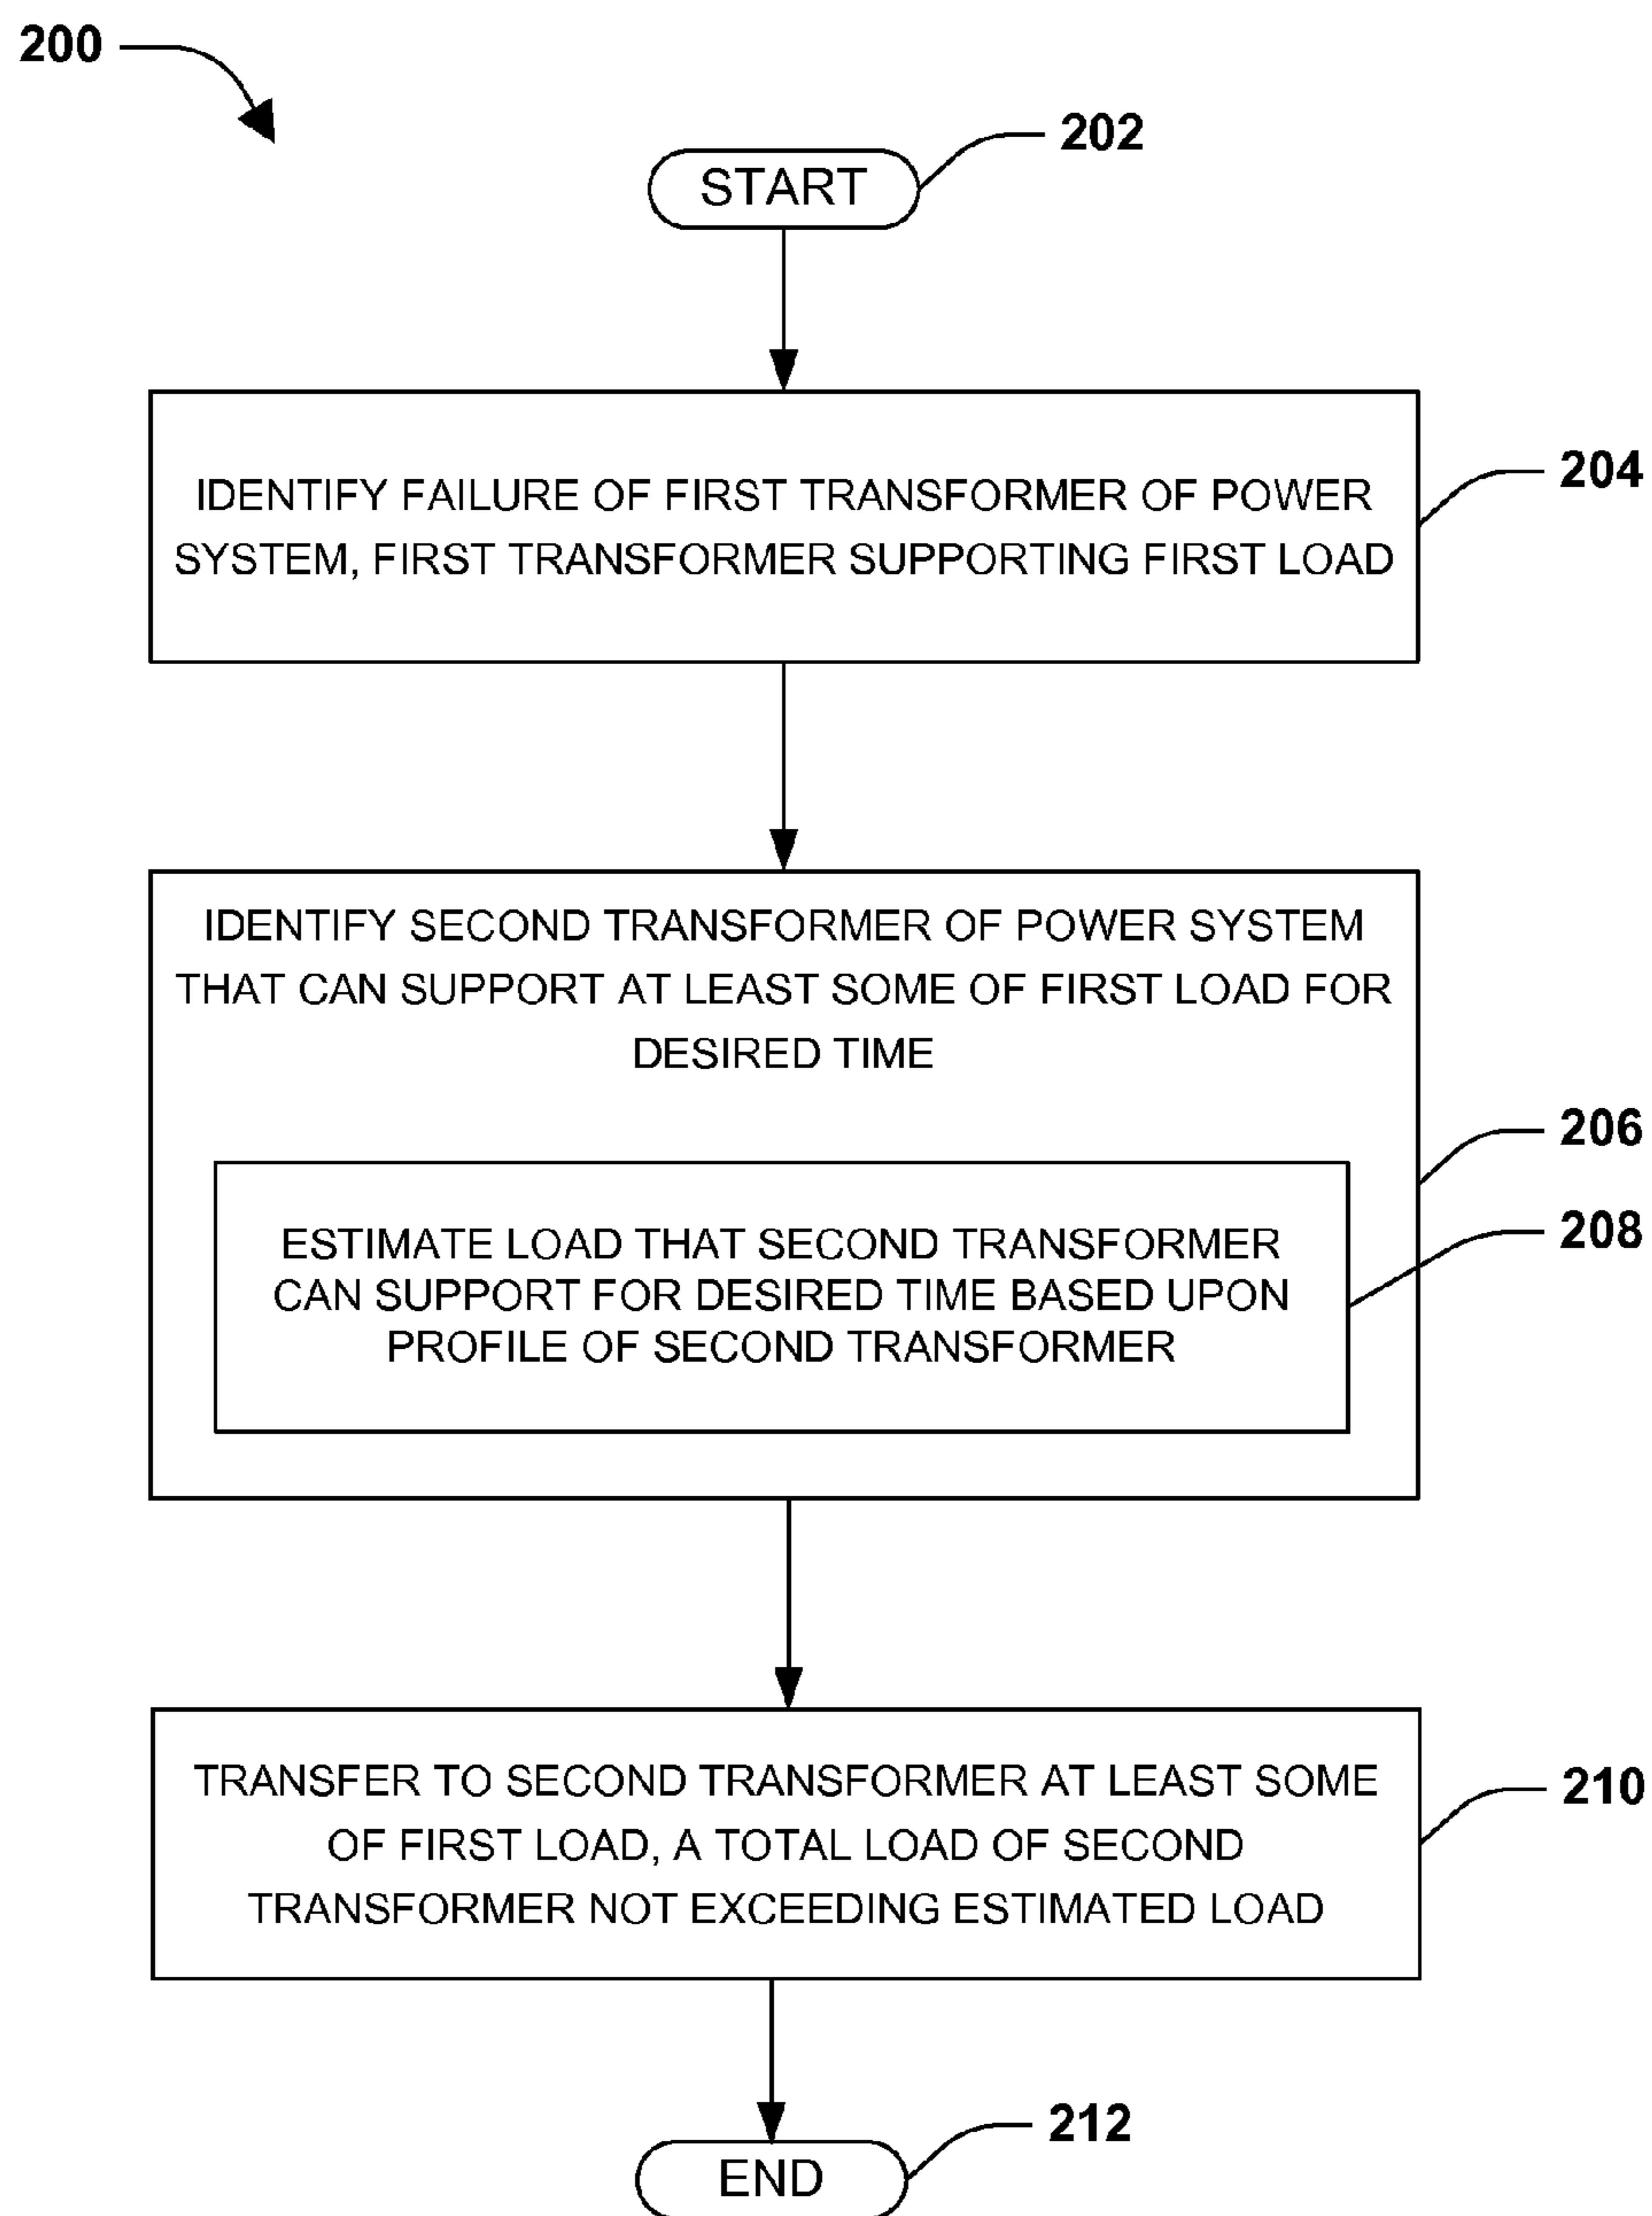 200
202
START
IDENTIFY FAILURE OF FIRST TRANSFORMER OF POWER
SYSTEM, FIRST TRANSFORMER SUPPORTING FIRST LOAD
204
IDENTIFY SECOND TRANSFORMER OF POWER SYSTEM
THAT CAN SUPPORT AT LEAST SOME OF FIRST LOAD FOR
DESIRED TIME
206
208
ESTIMATE LOAD THAT SECOND TRANSFORMER
CAN SUPPORT FOR DESIRED TIME BASED UPON
PROFILE OF SECOND TRANSFORMER
TRANSFER TO SECOND TRANSFORMER AT LEAST SOME
OF FIRST LOAD, A TOTAL LOAD OF SECOND
TRANSFORMER NOT EXCEEDING ESTIMATED LOAD
210
212
END